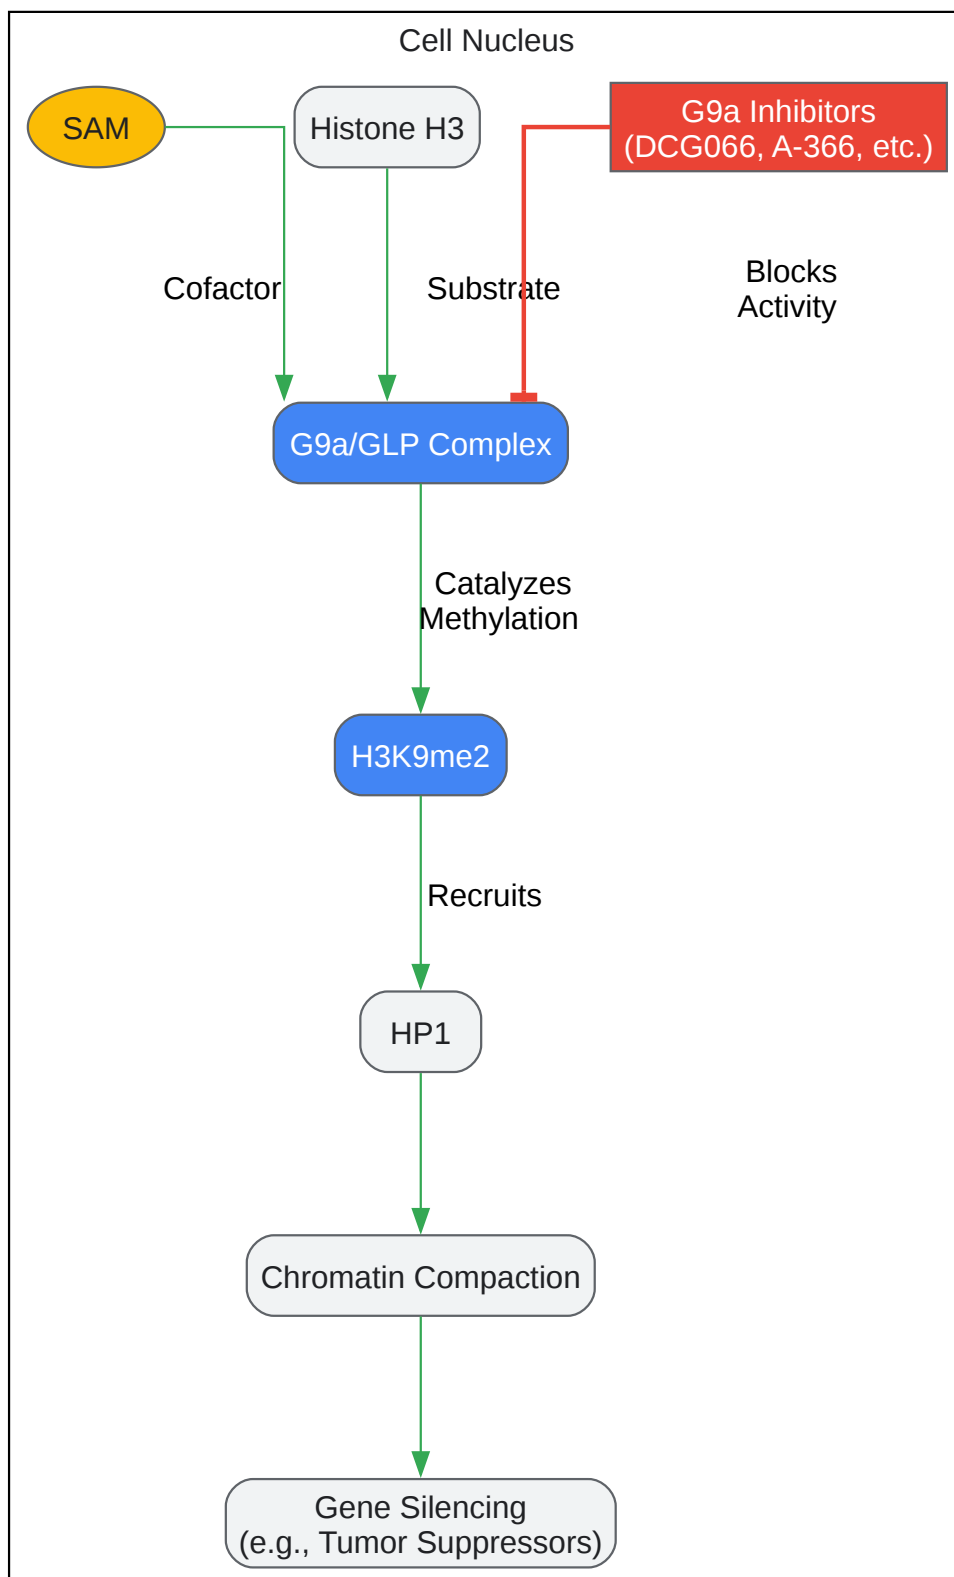 Cell Nucleus
SAM
Histone H3
G9a Inhibitors
(DCG066, A-366, etc.)
Cofactor
Substrate
Blocks
Activity
G9a/GLP Complex
Catalyzes
Methylation
H3K9me2
Recruits
HP1
Chromatin Compaction
Gene Silencing
(e.g., Tumor Suppressors)